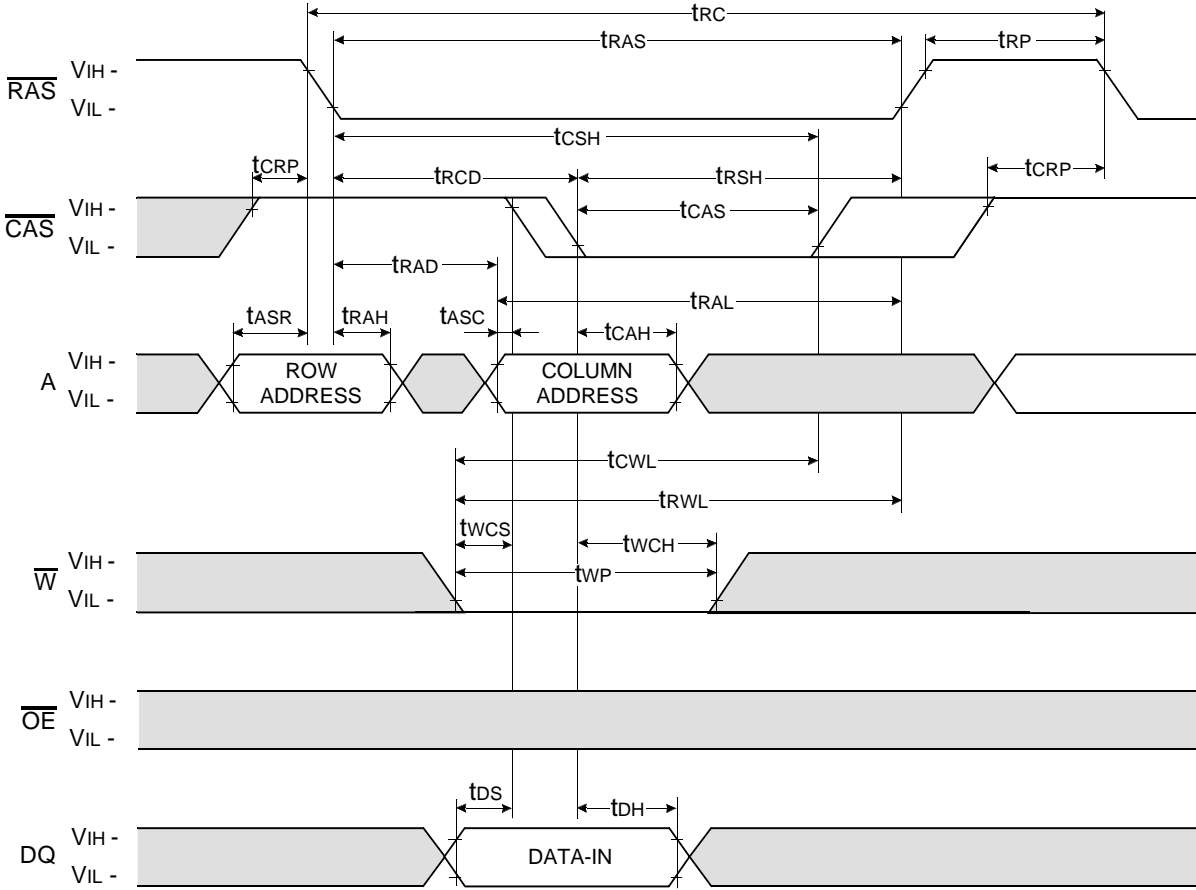 tRC
tRAS
tRP
RAS
VIH -
VIL -
tCSH
tCRP
tRCD
tRSH
tCRP
CAS
VIH -
VIL -
tCAS
tRAD
tRAL
tASR
tRAH
tASC
tCAH
A
VIH -
VIL -
ROW
ADDRESS
COLUMN
ADDRESS
tCWL
tRWL
tWCS
tWCH
W
VIH -
VIL -
tWP
OE
VIH -
VIL -
tDS
tDH
DQ
VIH -
VIL -
DATA-IN